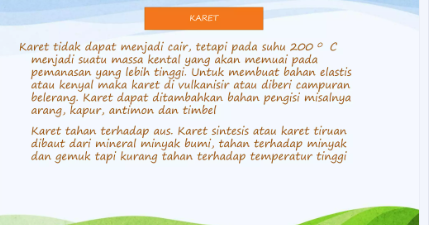 KARET
Karet tidak dapat menjadi cair, tetapi pada suhu 200 º C
menjadi suatu massa kental yang akan memuai pada
pemanasan yang lebih tinggi. Untuk membuat bahan elastis
atau kenyal maka karet di vulkanisir atau diberi campuran
belerang. Karet dapat ditambahkan bahan pengisi misalnya
arang, kapur, antimon dan timbel
Karet tahan terhadap aus. Karet sintesis atau karet tiruan
dibaut dari mineral minyak bumi, tahan terhadap minyak
dan gemuk tapi kurang tahan terhadap temperatur tinggi